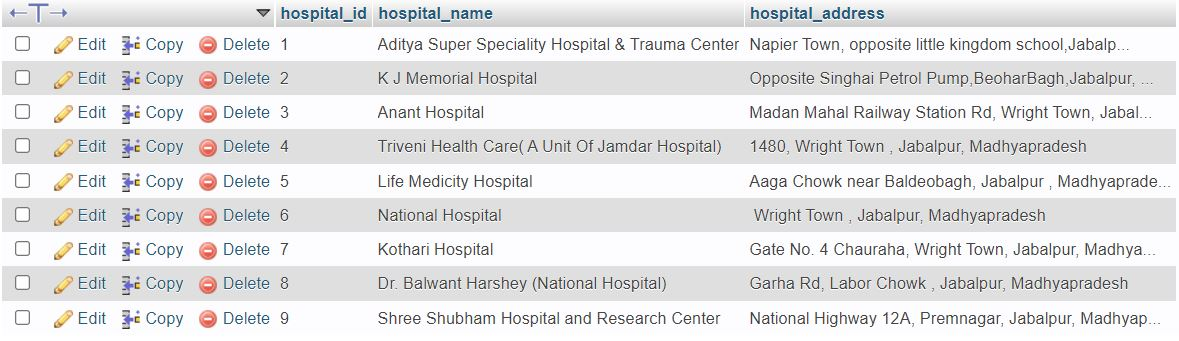 hospital_id hospital_name hospital_address
Edit Copy Delete 1 Aditya Super Speciality Hospital & Trauma Center Napier Town, opposite little kingdom school,Jabalp...
Edit Copy Delete 2 K J Memorial Hospital Opposite Singhai Petrol Pump,BeoharBagh,Jabalpur, ...
Edit Copy Delete 3 Anant Hospital Madan Mahal Railway Station Rd, Wright Town, Jabal...
Edit Copy Delete 4 Triveni Health Care( A Unit Of Jamdar Hospital) 1480, Wright Town , Jabalpur, Madhyapradesh
Edit Copy Delete 5 Life Medicity Hospital Aaga Chowk near Baldeobagh, Jabalpur , Madhyaprade...
Edit Copy Delete 6 National Hospital Wright Town , Jabalpur, Madhyapradesh
Edit Copy Delete 7 Kothari Hospital Gate No. 4 Chauraha, Wright Town, Jabalpur, Madhya...
Edit Copy Delete 8 Dr. Balwant Harshey (National Hospital) Garha Rd, Labor Chowk , Jabalpur, Madhyapradesh
Edit Copy Delete 9 Shree Shubham Hospital and Research Center National Highway 12A, Premnagar, Jabalpur, Madhyap...